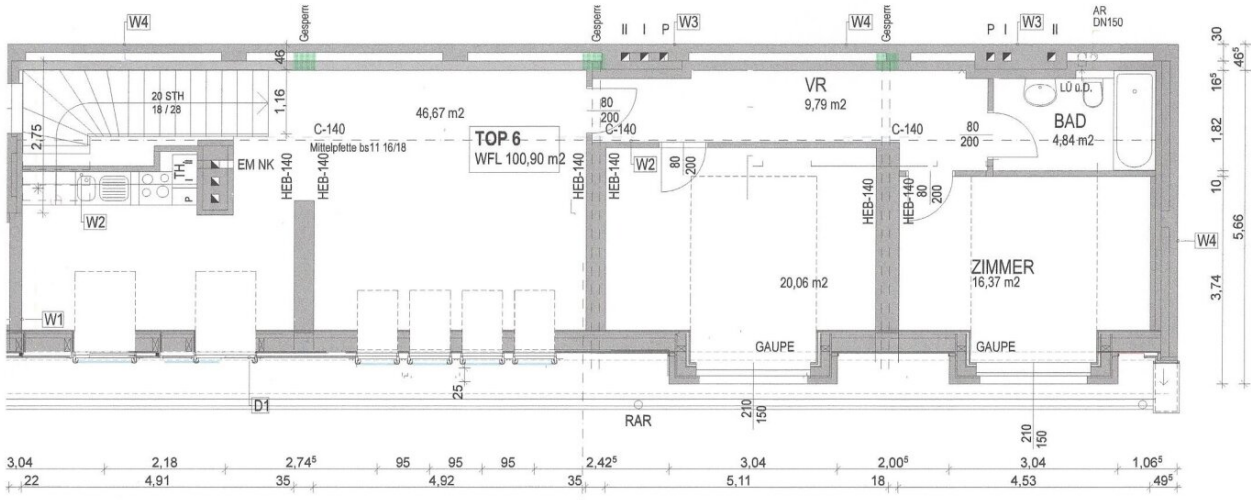 W4
Gesperrt
II I P
W3
W4
Gesperrt
P I
W3
II
AR
DN150
30
46⁵
46
16⁵
20 STH
18 / 28
1,16
2,75
46,67 m2
80
200
VR
9,79 m2
LÜ ü.D.
BAD
4,84 m2
1,82
C-140
Mittelpfette bs11 16/18
TOP 6
WFL 100,90 m2
C-140
W2
80
200
C-140
80
200
TH
EM NK
HEB-140
HEB-140
HEB-140
HEB-140
HEB-140
HEB-140
80
200
10
5,66
I
P
W2
W4
20,06 m2
ZIMMER
16,37 m2
3,74
W1
GAUPE
GAUPE
25
D1
RAR
210
150
210
150
3,04 2,18 2,74⁵ 95 95 95 2,42⁵ 3,04 2,00⁵ 3,04 1,06⁵
22 4,91 35 4,92 35 5,11 18 4,53 49⁵